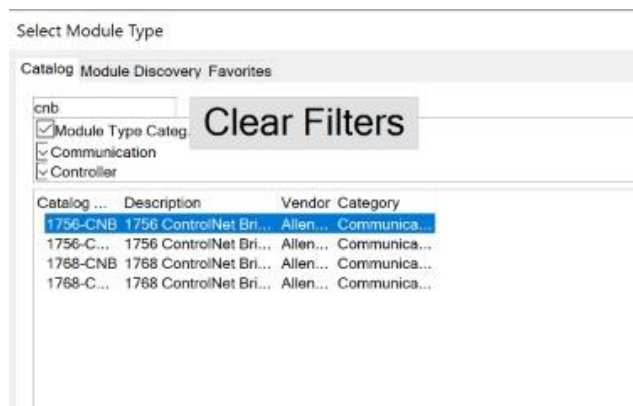 Select Module Type
Catalog Module Discovery Favorites
cnb
Clear Filters
Module Type Categ.
Communication
Controller
Catalog ... Description Vendor Category
1756-CNB 1756 ControlNet Bri... Allen... Communica...
1756-C... 1756 ControlNet Bri... Allen... Communica...
1768-CNB 1768 ControlNet Bri... Allen... Communica...
1768-C... 1768 ControlNet Bri... Allen... Communica...